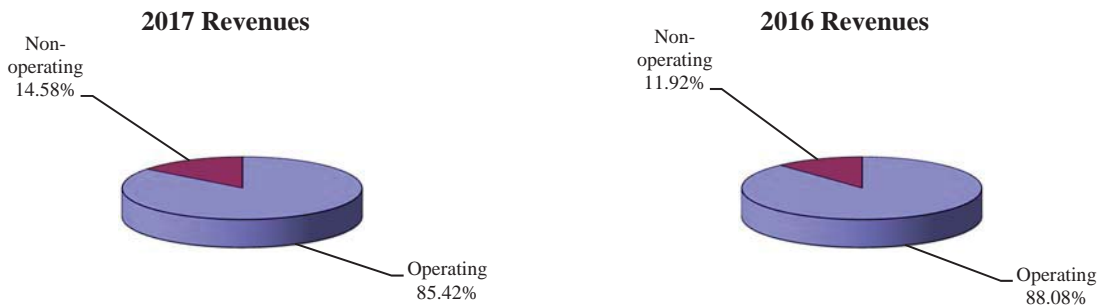 2017 Revenues
Non-
operating
14.58%
Operating
85.42%
2016 Revenues
Non-
operating
11.92%
Operating
88.08%